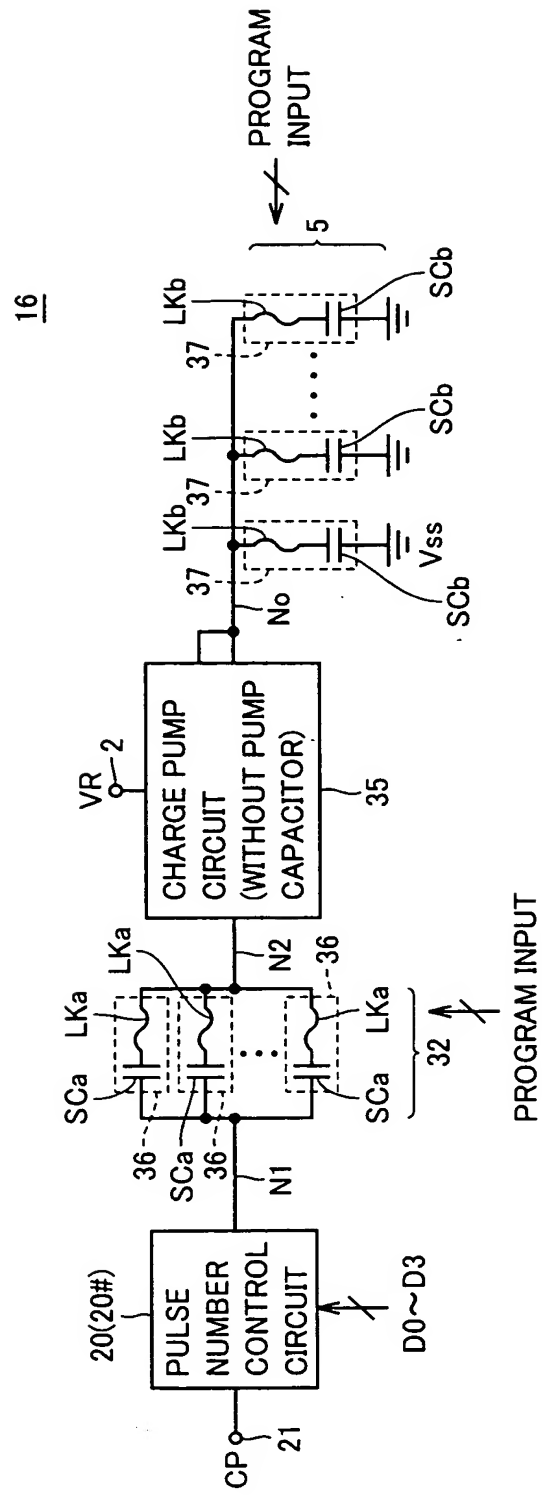 16
CP
21
20(20#)
PULSE
NUMBER
CONTROL
CIRCUIT
D0~D3
N1
SCa
LKa
36
SCa
LKa
36
SCa
LKa
36
32
PROGRAM INPUT
N2
VR
2
CHARGE PUMP
CIRCUIT
(WITHOUT PUMP
CAPACITOR)
35
No
37
LKb
SCb
Vss
37
LKb
SCb
37
LKb
SCb
5
PROGRAM
INPUT